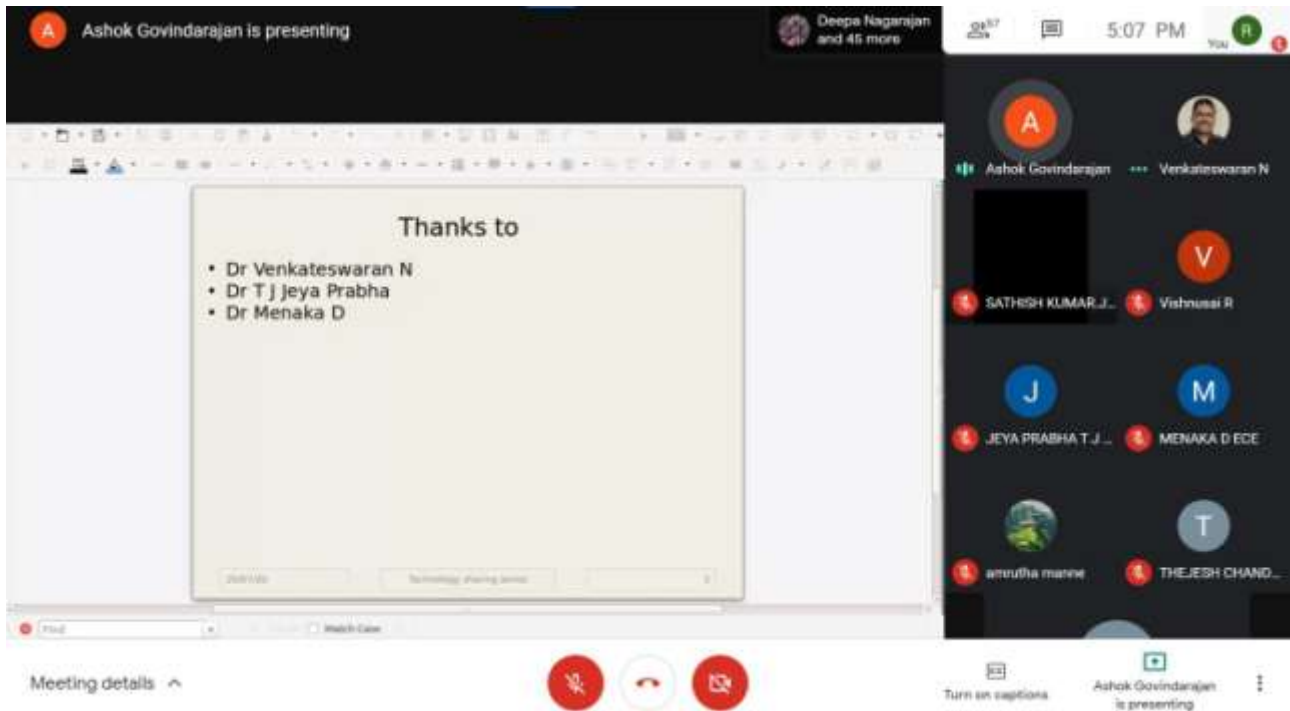 A
Ashok Govindarajan is presenting
Deepa Nagarajan
and 45 more
57
5:07 PM
You
R
Thanks to
• Dr Venkateswaran N
• Dr T J Jeya Prabha
• Dr Menaka D
Technology sharing series
Find
Match Case
A
Ashok Govindarajan
Venkateswaran N
V
SATHISH KUMAR.J...
Vishnusai R
J
M
JEYA PRABHA T J ...
MENAKA D ECE
T
amrutha manne
THEJESH CHAND...
Meeting details
Turn on captions
Ashok Govindarajan
is presenting